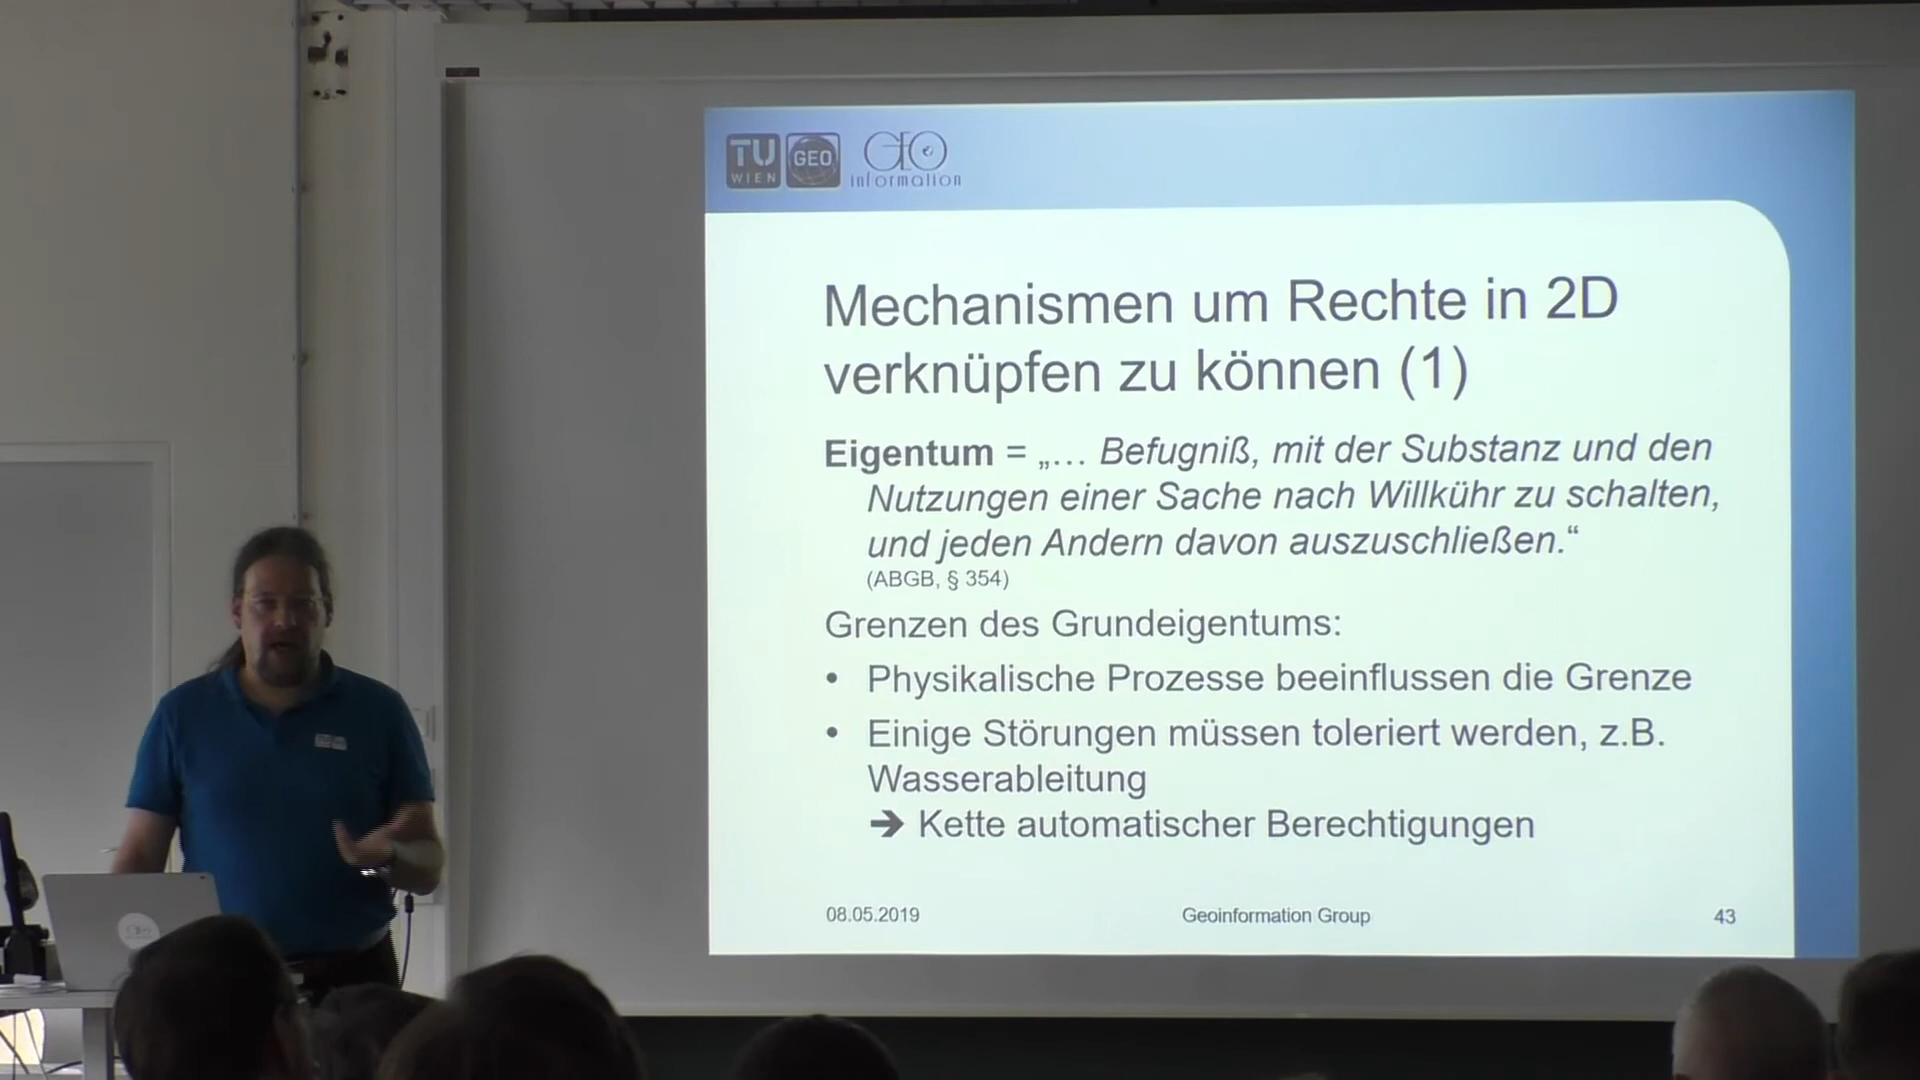 TU
WIEN
GEO
GEO
information
Mechanismen um Rechte in 2D
verknüpfen zu können (1)
Eigentum = „… Befugniß, mit der Substanz und den
Nutzungen einer Sache nach Willkühr zu schalten,
und jeden Andern davon auszuschließen.“
(ABGB, § 354)
Grenzen des Grundeigentums:
• Physikalische Prozesse beeinflussen die Grenze
• Einige Störungen müssen toleriert werden, z.B.
Wasserableitung
➔ Kette automatischer Berechtigungen
08.05.2019 Geoinformation Group 43